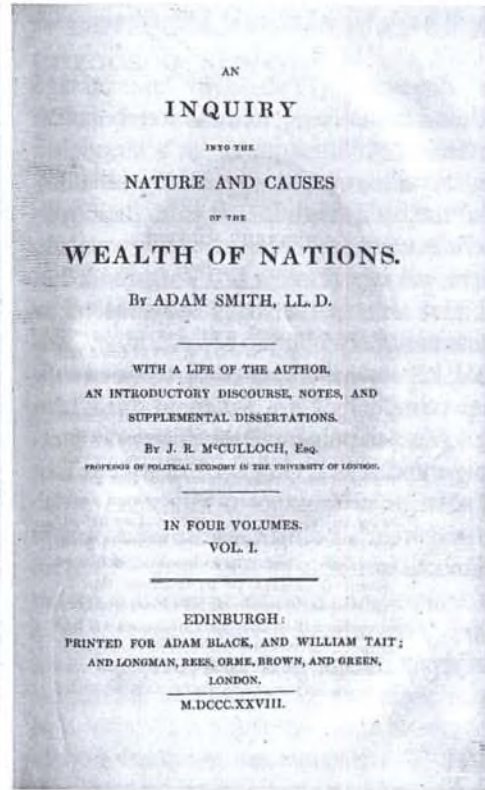 AN
INQUIRY
INTO THE
NATURE AND CAUSES
OF THE
WEALTH OF NATIONS.
By ADAM SMITH, LL. D.
WITH A LIFE OF THE AUTHOR,
AN INTRODUCTORY DISCOURSE, NOTES, AND
SUPPLEMENTAL DISSERTATIONS.
By J. R. McCULLOCH, Esq.
PROFESSOR OF POLITICAL ECONOMY IN THE UNIVERSITY OF LONDON.
IN FOUR VOLUMES.
VOL. I.
EDINBURGH:
PRINTED FOR ADAM BLACK, AND WILLIAM TAIT;
AND LONGMAN, REES, ORME, BROWN, AND GREEN,
LONDON.
M.DCCC.XXVIII.